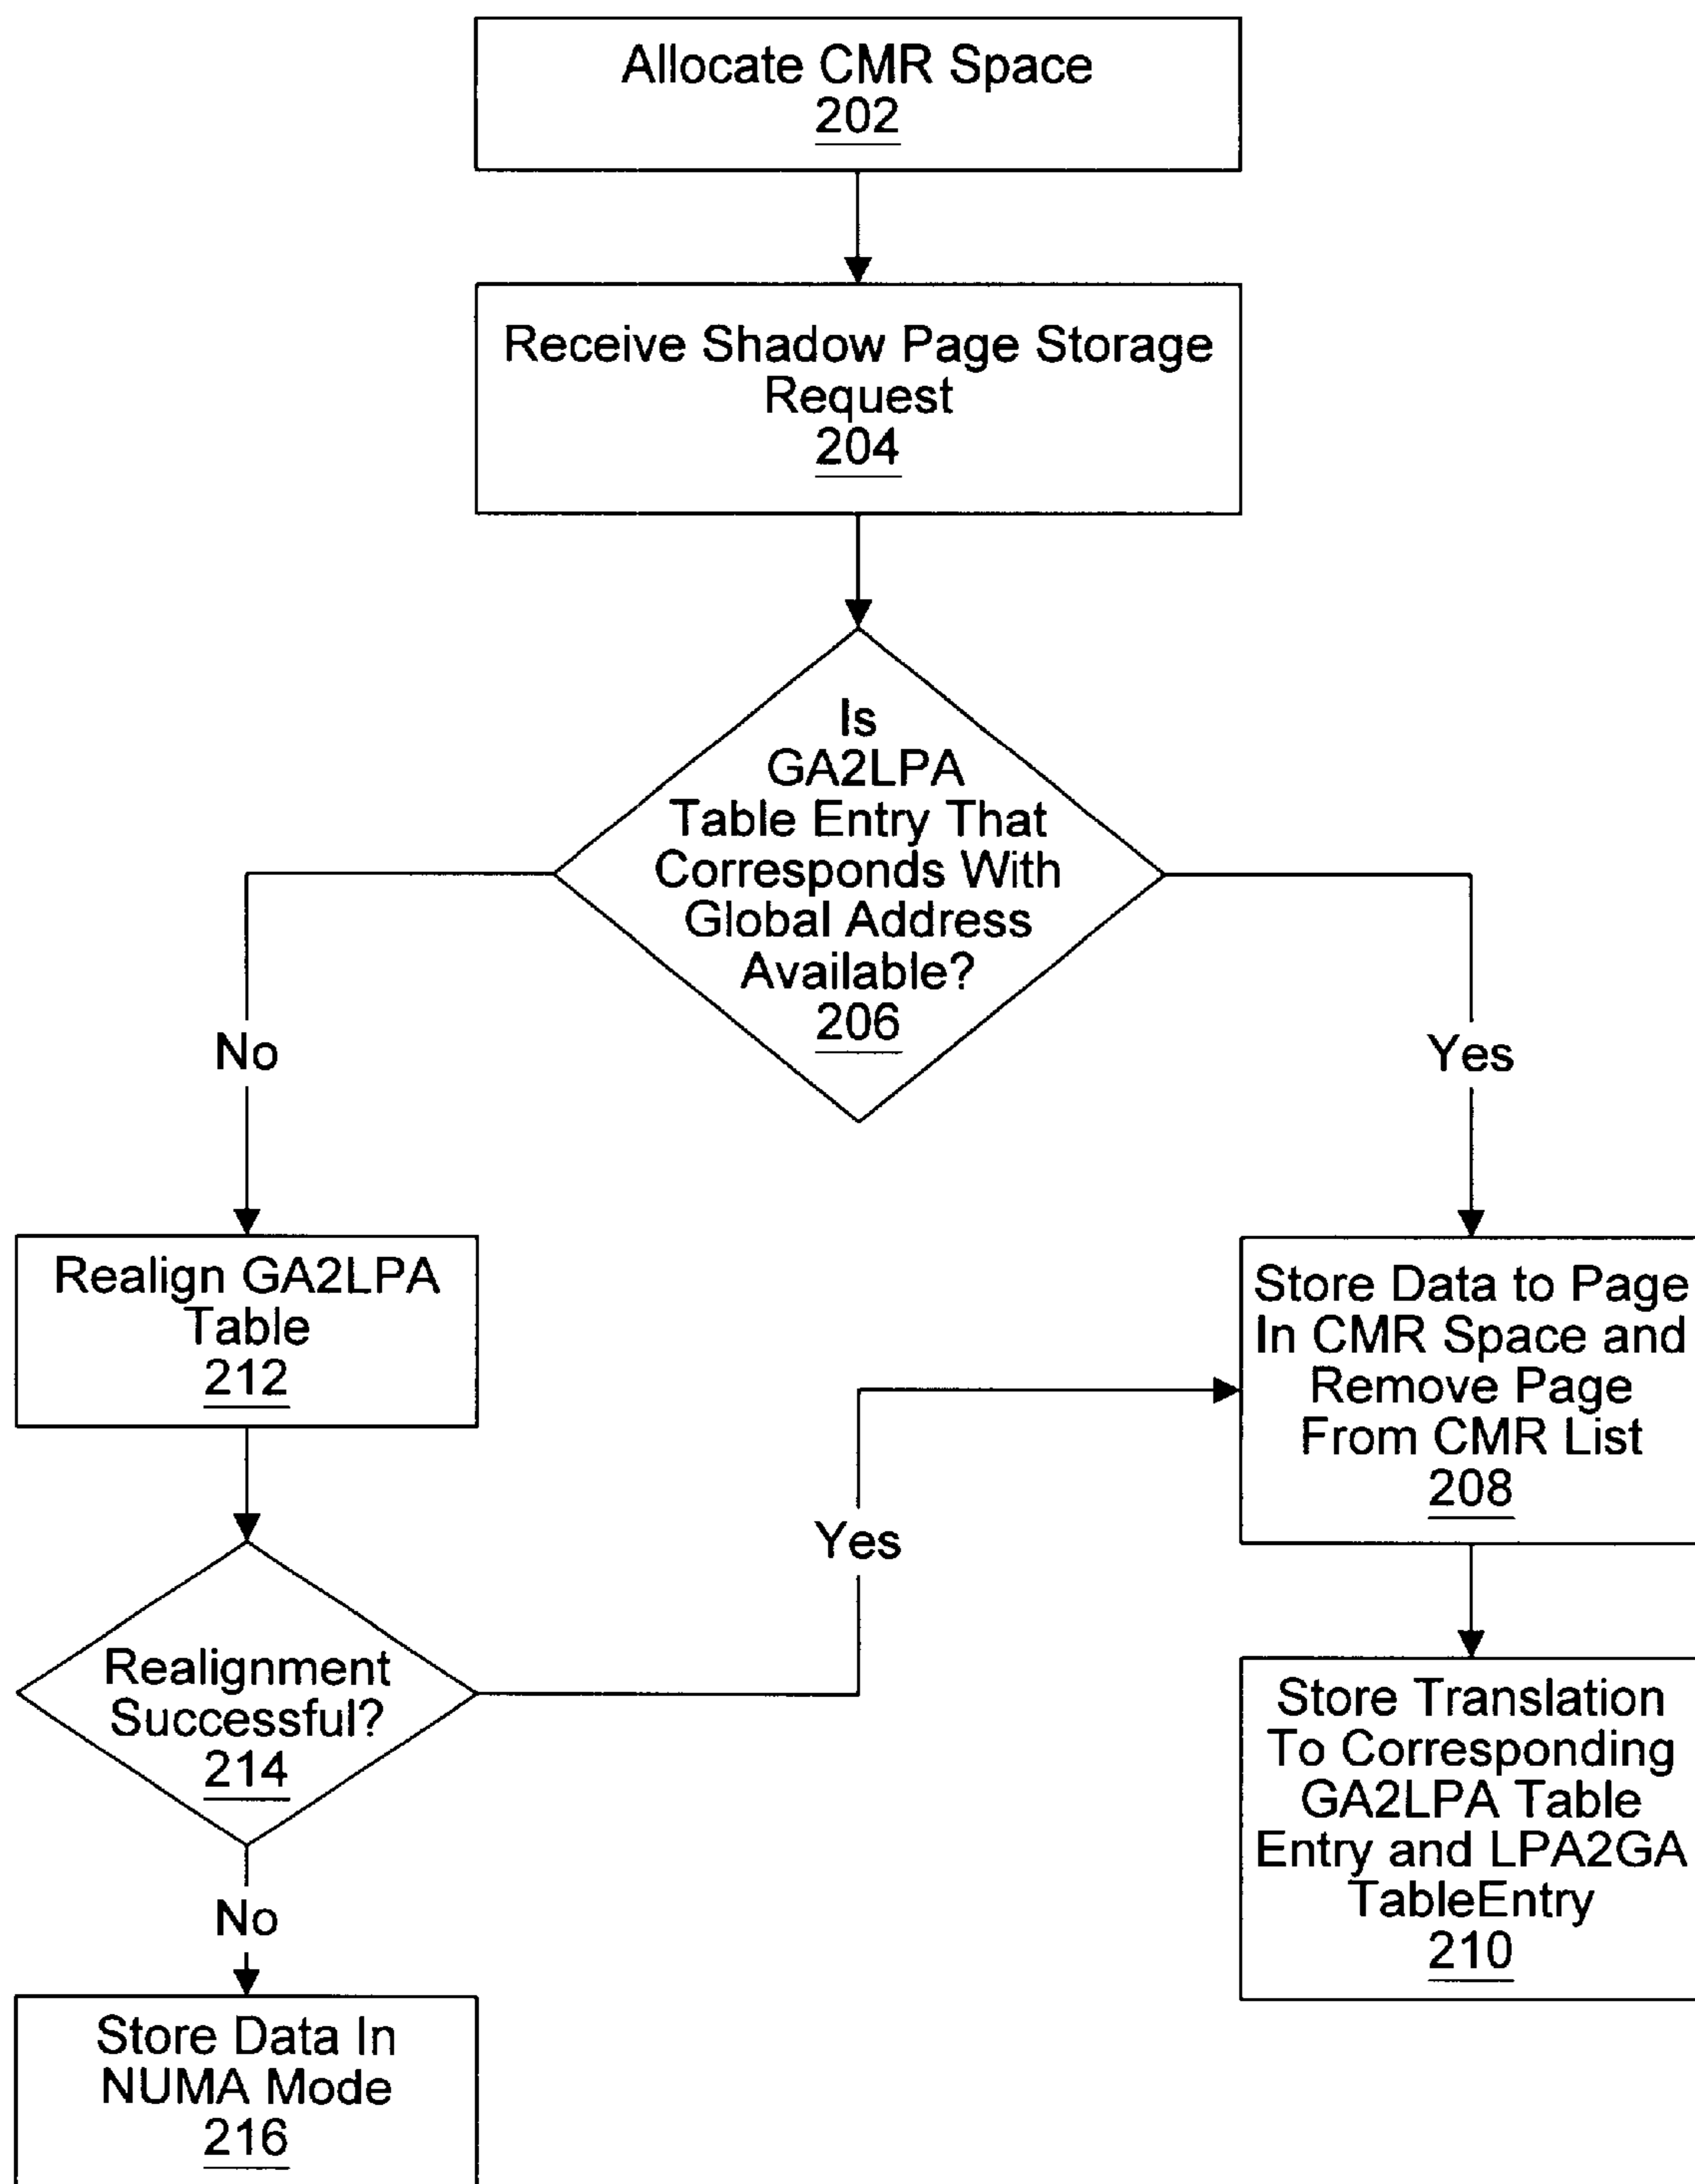 Allocate CMR Space
202
Receive Shadow Page Storage
Request
204
Is
GA2LPA
Table Entry That
Corresponds With
Global Address
Available?
206
No
Yes
Realign GA2LPA
Table
212
Store Data to Page
In CMR Space and
Remove Page
From CMR List
208
Yes
Realignment
Successful?
214
Store Translation
To Corresponding
GA2LPA Table
Entry and LPA2GA
TableEntry
210
No
Store Data In
NUMA Mode
216